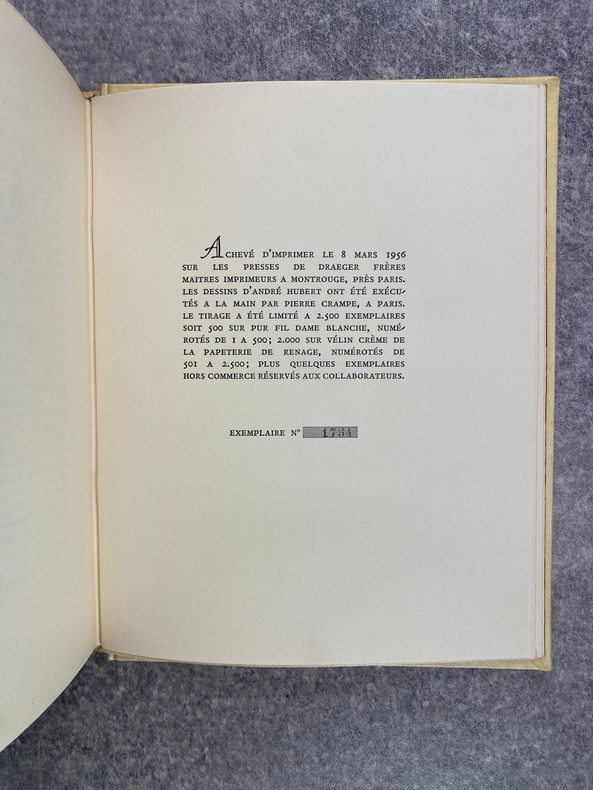 ACHEVÉ D'IMPRIMER LE 8 MARS 1956
SUR LES PRESSES DE DRAEGER FRÈRES
MAITRES IMPRIMEURS A MONTROUGE, PRÈS PARIS.
LES DESSINS D'ANDRÉ HUBERT ONT ÉTÉ EXÉCU-
TÉS A LA MAIN PAR PIERRE CRAMPE, A PARIS.
LE TIRAGE A ÉTÉ LIMITÉ A 2.500 EXEMPLAIRES
SOIT 500 SUR PUR FIL DAME BLANCHE, NUMÉ-
ROTÉS DE 1 A 500; 2.000 SUR VÉLIN CRÈME DE
LA PAPETERIE DE RENAGE, NUMÉROTÉS DE
501 A 2.500; PLUS QUELQUES EXEMPLAIRES
HORS COMMERCE RÉSERVÉS AUX COLLABORATEURS.
EXEMPLAIRE N° 1734